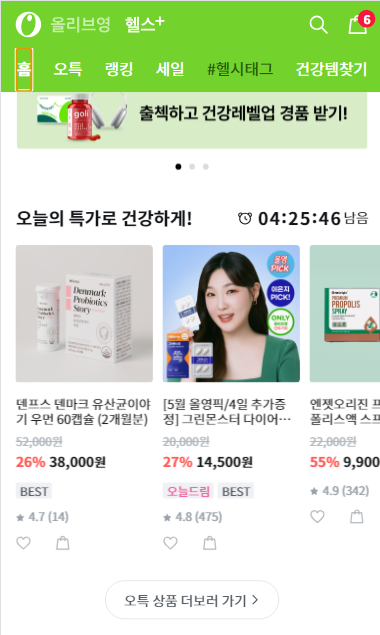 올리브영 헬스+
6
홈 오특 랭킹 세일 #헬시태그 건강템찾기
goli
출첵하고 건강레벨업 경품 받기!
오늘의 특가로 건강하게! 04:25:46 남음
Denmark
Probiotics
Story
올영
PICK
이은지
PICK!
ONLY
PREMIUM
PROPOLIS
SPRAY
덴프스 덴마크 유산균이야
기 우먼 60캡슐 (2개월분)
52,000원
26% 38,000원
BEST
4.7 (14)
[5월 올영픽/4일 추가증
정] 그린몬스터 다이어…
20,000원
27% 14,500원
오늘드림 BEST
4.8 (475)
엔젯오리진 프
폴리스액 스프
22,000원
55% 9,900
4.9 (342)
오특 상품 더보러 가기 >